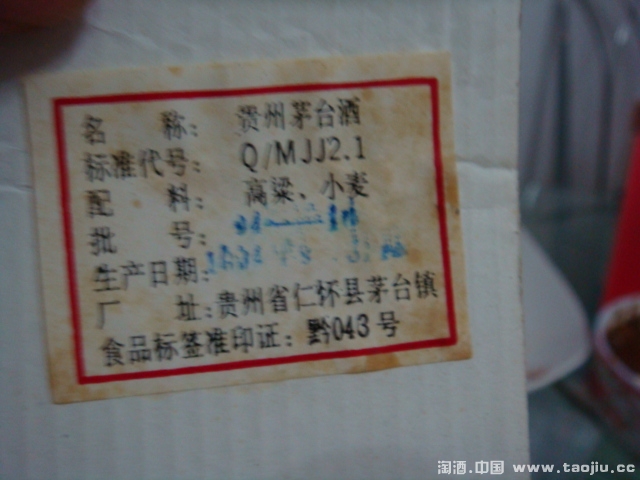 名 称: 贵州茅台酒
标准代号: Q/MJJ2.1
配 料: 高粱、小麦
批 号:
生产日期:
厂 址: 贵州省仁怀县茅台镇
食品标签准印证: 黔043号
淘酒.中国 www.taojiu.cc